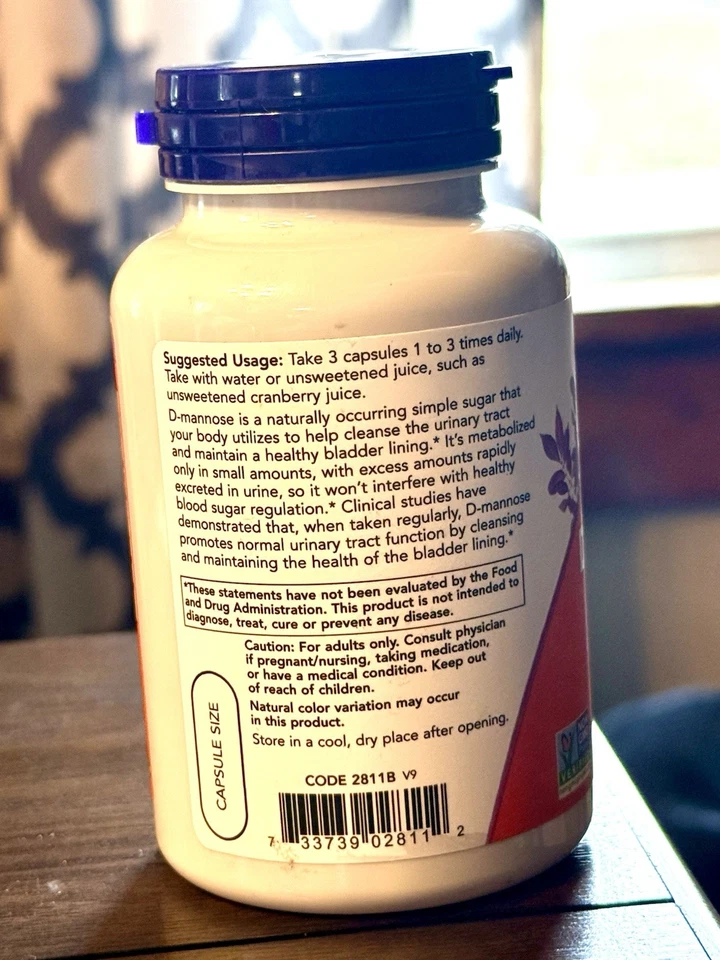 Suggested Usage: Take 3 capsules 1 to 3 times daily.
Take with water or unsweetened juice, such as
unsweetened cranberry juice.
D-mannose is a naturally occurring simple sugar that
your body utilizes to help cleanse the urinary tract
and maintain a healthy bladder lining.* It's metabolized
only in small amounts, with excess amounts rapidly
excreted in urine, so it won't interfere with healthy
blood sugar regulation.* Clinical studies have
demonstrated that, when taken regularly, D-mannose
promotes normal urinary tract function by cleansing
and maintaining the health of the bladder lining.*
*These statements have not been evaluated by the Food
and Drug Administration. This product is not intended to
diagnose, treat, cure or prevent any disease.
Caution: For adults only. Consult physician
if pregnant/nursing, taking medication,
or have a medical condition. Keep out
of reach of children.
Natural color variation may occur
in this product.
Store in a cool, dry place after opening.
CAPSULE SIZE
CODE 2811B V9
7 33739 02811 2